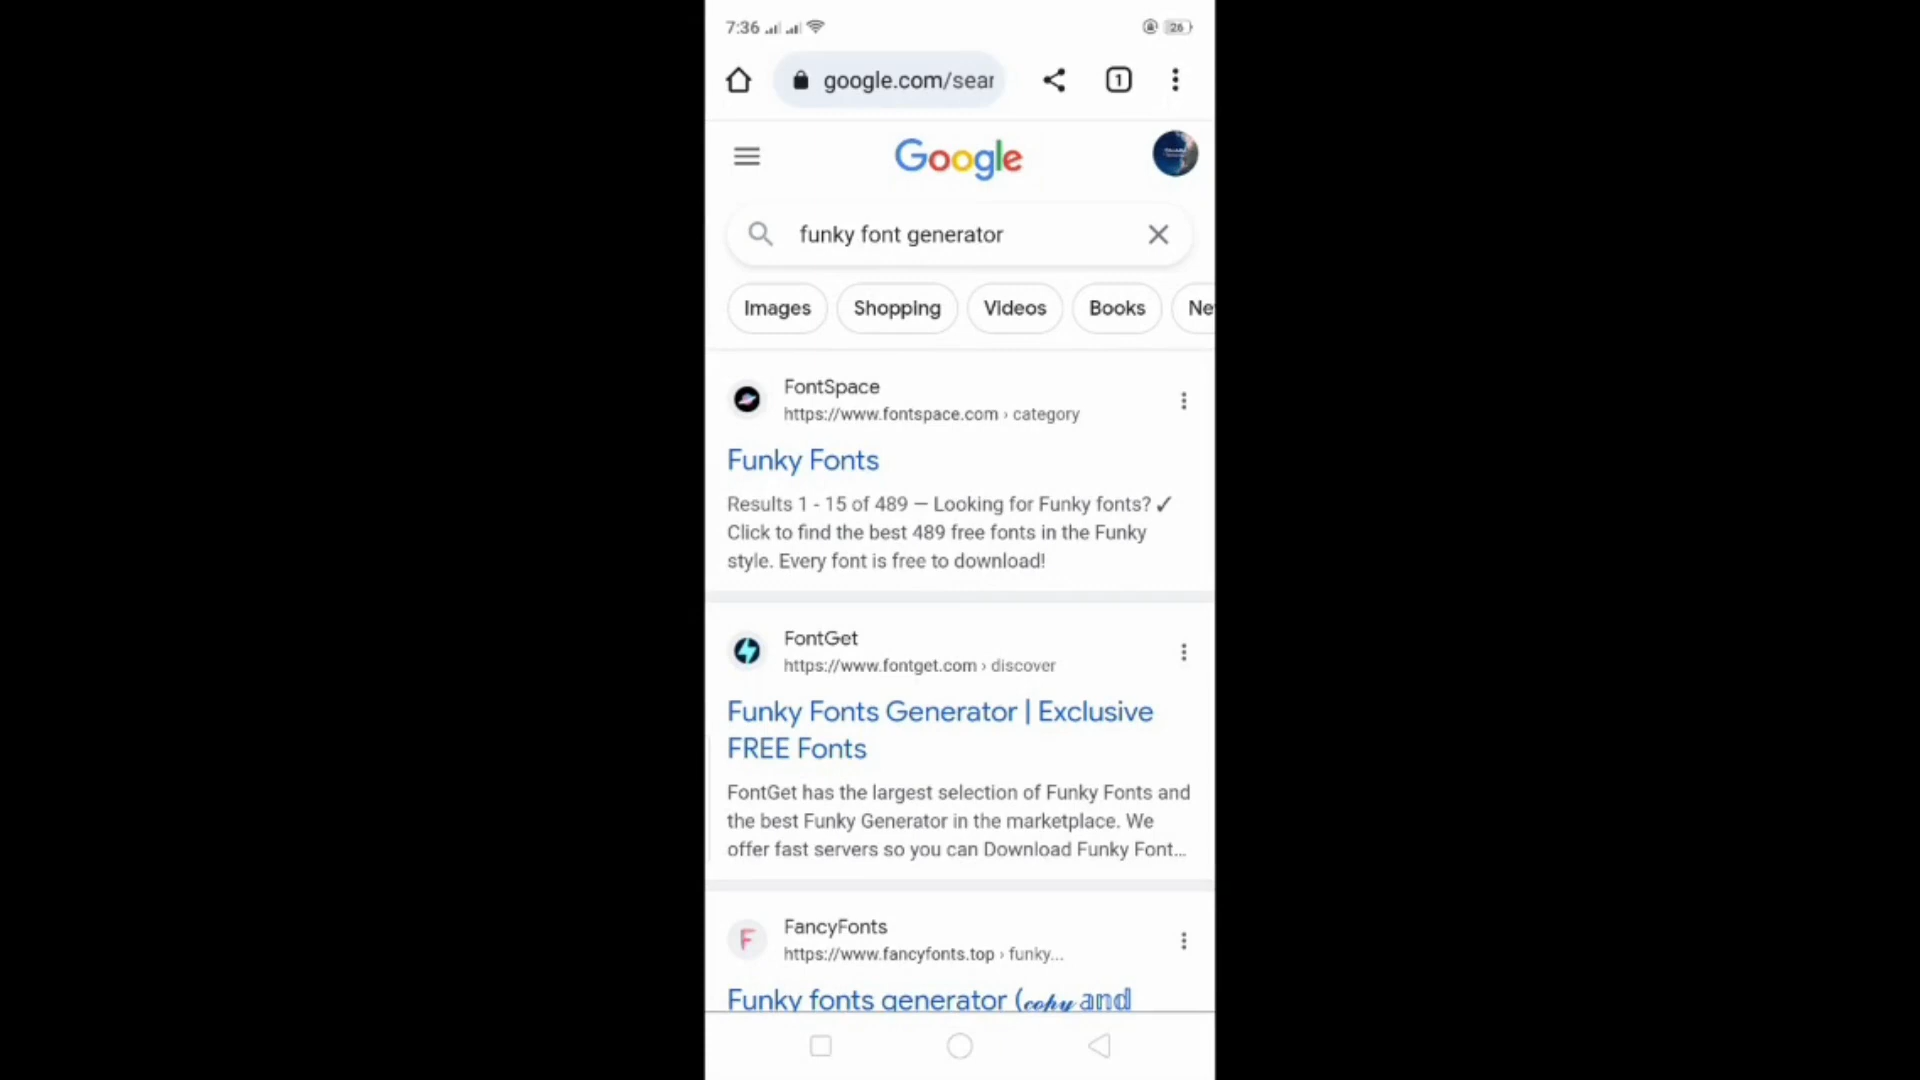 7:36
26
google.com/sear
1
Google
funky font generator
Images
Shopping
Videos
Books
Ne
FontSpace
https://www.fontspace.com › category
Funky Fonts
Results 1 - 15 of 489 — Looking for Funky fonts? ✓
Click to find the best 489 free fonts in the Funky
style. Every font is free to download!
FontGet
https://www.fontget.com › discover
Funky Fonts Generator | Exclusive
FREE Fonts
FontGet has the largest selection of Funky Fonts and
the best Funky Generator in the marketplace. We
offer fast servers so you can Download Funky Font...
F
FancyFonts
https://www.fancyfonts.top › funky...
Funky fonts generator (𝓬𝓸𝓹𝔂 𝕒𝕟𝕕